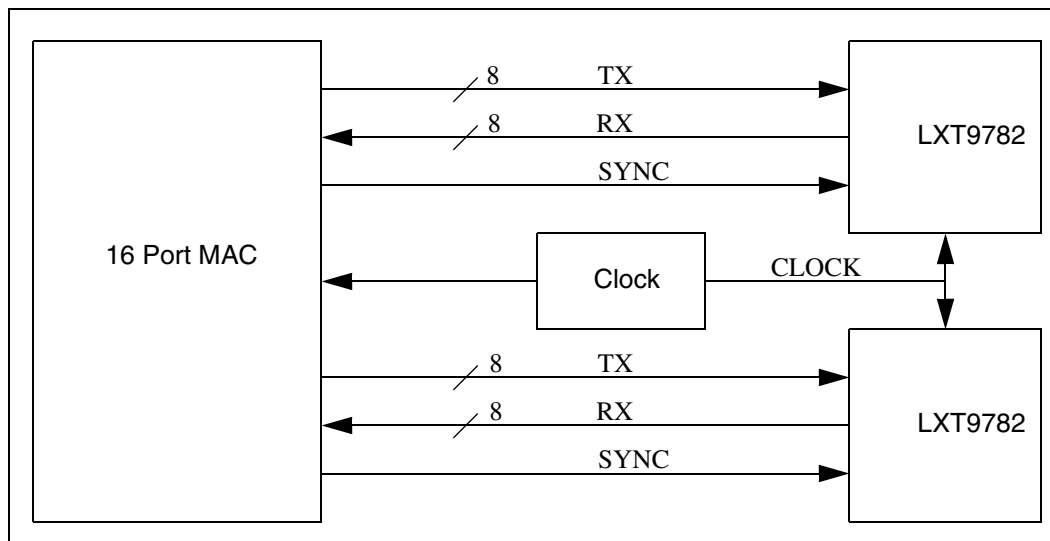 8 TX
8 RX
LXT9782
SYNC
16 Port MAC
Clock
CLOCK
8 TX
8 RX
LXT9782
SYNC